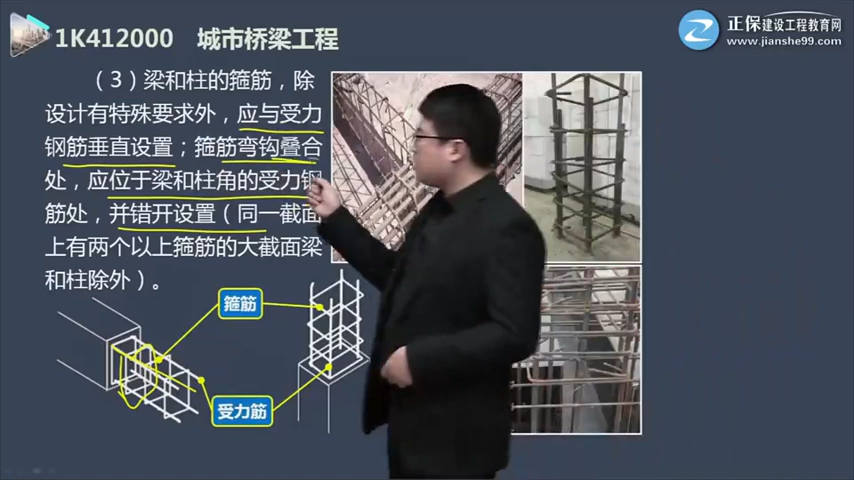 1K412000 城市桥梁工程
正保建设工程教育网
www.jianshe99.com
（3）梁和柱的箍筋，除
设计有特殊要求外，应与受力
钢筋垂直设置；箍筋弯钩叠合
处，应位于梁和柱角的受力钢
筋处，并错开设置（同一截面
上有两个以上箍筋的大截面梁
和柱除外）。
箍筋
受力筋